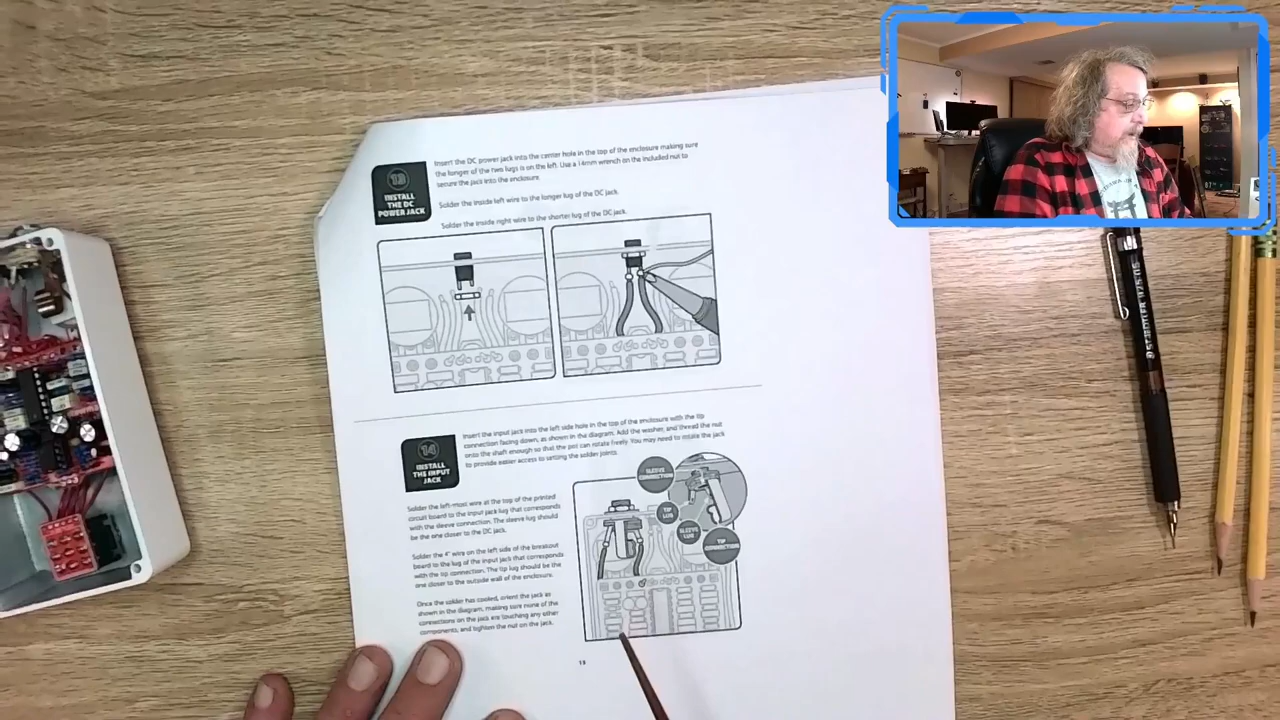 13
INSTALL
THE DC
POWER JACK
Insert the DC power jack into the center hole in the top of the enclosure making sure
the longer of the two lugs is on the left. Use a 14mm wrench on the included nut to
secure the jack into the enclosure.
Solder the inside left wire to the longer lug of the DC jack.
Solder the inside right wire to the shorter lug of the DC jack.
14
INSTALL
THE INPUT
JACK
Insert the input jack into the left side hole in the top of the enclosure with the tip
connection facing down, as shown in the diagram. Add the washer, and thread the nut
onto the shaft enough so that the pot can rotate freely. You may need to rotate the jack
to provide easier access to setting the solder joints.
Solder the left-most wire at the top of the printed
circuit board to the input jack lug that corresponds
with the sleeve connection. The sleeve lug should
be the one closer to the DC jack.
Solder the 4" wire on the left side of the breakout
board to the lug of the input jack that corresponds
with the tip connection. The tip lug should be the
one closer to the outside wall of the enclosure.
Once the solder has cooled, orient the jack as
shown in the diagram, making sure none of the
connections on the jack are touching any other
components, and tighten the nut on the jack.
SLEEVE
CONNECTION
TIP
LUG
SLEEVE
LUG
TIP
CONNECTION
19
STAEDTLER 925 05